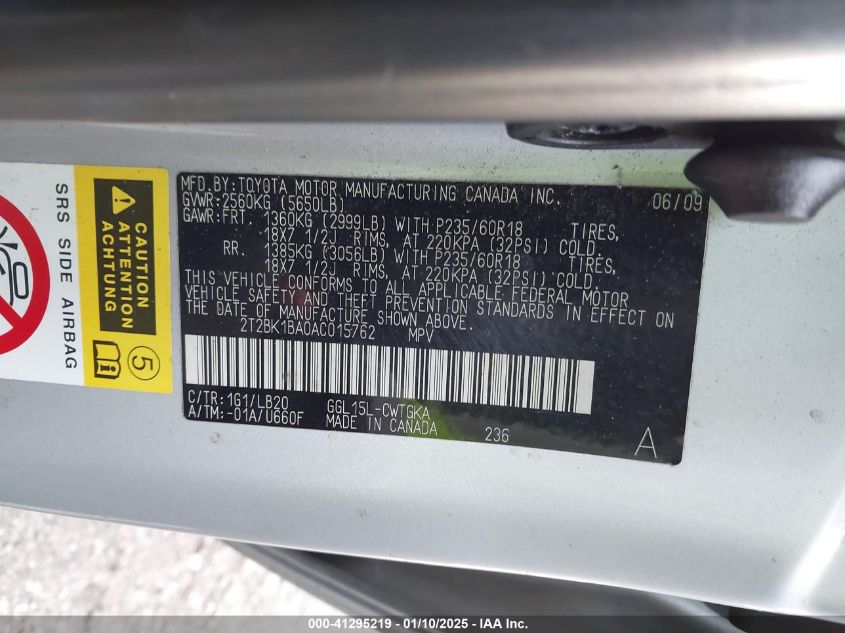 MFD.BY:TOYOTA MOTOR MANUFACTURING CANADA INC. 06/09
GVWR:2560KG (5650LB)
GAWR:FRT. 1360KG (2999LB) WITH P235/60R18 TIRES,
18X7 1/2J RIMS, AT 220KPA (32PSI) COLD.
RR. 1385KG (3056LB) WITH P235/60R18 TIRES,
18X7 1/2J RIMS, AT 220KPA (32PSI) COLD.
THIS VEHICLE CONFORMS TO ALL APPLICABLE FEDERAL MOTOR
VEHICLE SAFETY AND THEFT PREVENTION STANDARDS IN EFFECT ON
THE DATE OF MANUFACTURE SHOWN ABOVE.
2T2BK1BA0AC015762 MPV
C/TR:1G1/LB20 GGL15L-CWTGKA
A/TM:-01A/U660F MADE IN CANADA 236
A
SRS SIDE AIRBAG
CAUTION
ATTENTION
ACHTUNG
5
i
00-41295219 - 01/10/2025 - IAA Inc.